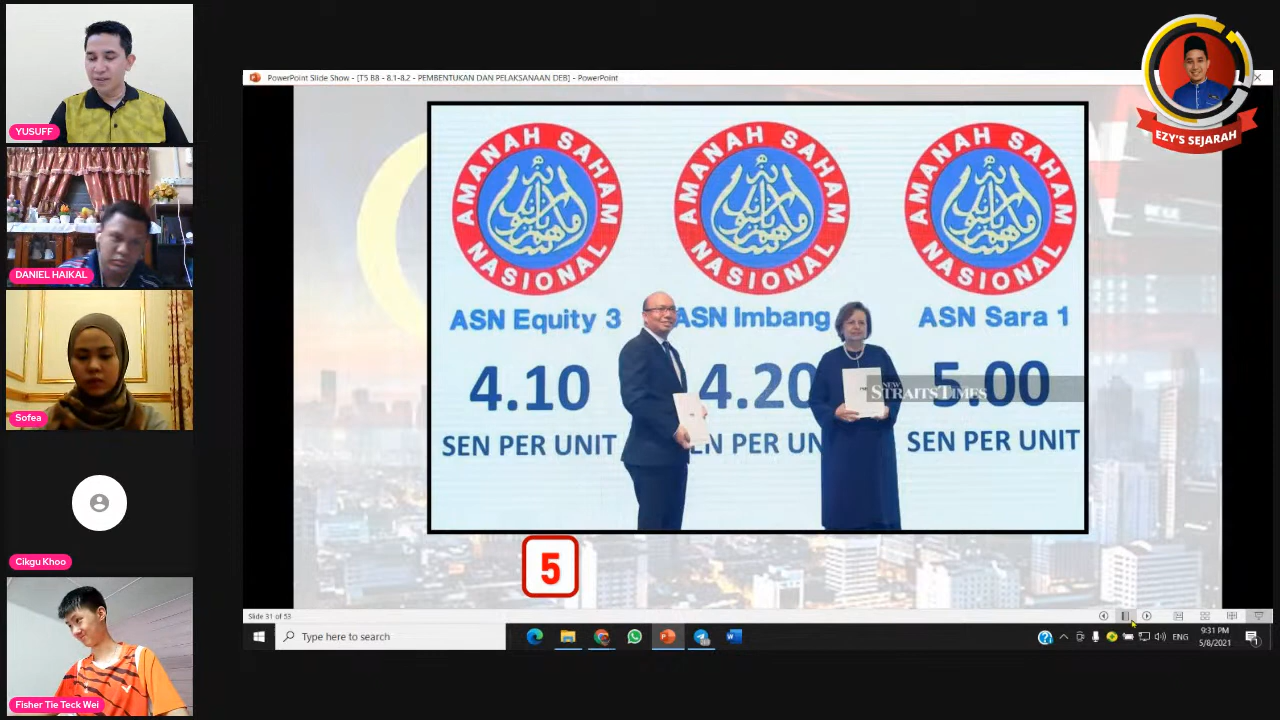 YUSUFF
DANIEL HAIKAL
Sofea
Cikgu Khoo
Fisher Tie Teck Wei
PowerPoint Slide Show - [T5 B8 - 8.1-8.2 - PEMBENTUKAN DAN PELAKSANAAN DEB] - PowerPoint
EZY'S SEJARAH
AMANAH SAHAM NASIONAL
AMANAH SAHAM NASIONAL
AMANAH SAHAM NASIONAL
ASN Equity 3
ASN Imbang
ASN Sara 1
4.10
4.20
5.00
NEW STRAITS TIMES
SEN PER UNIT
SEN PER UN
SEN PER UNIT
5
Slide 31 of 53
Type here to search
ENG
9:31 PM
5/8/2021